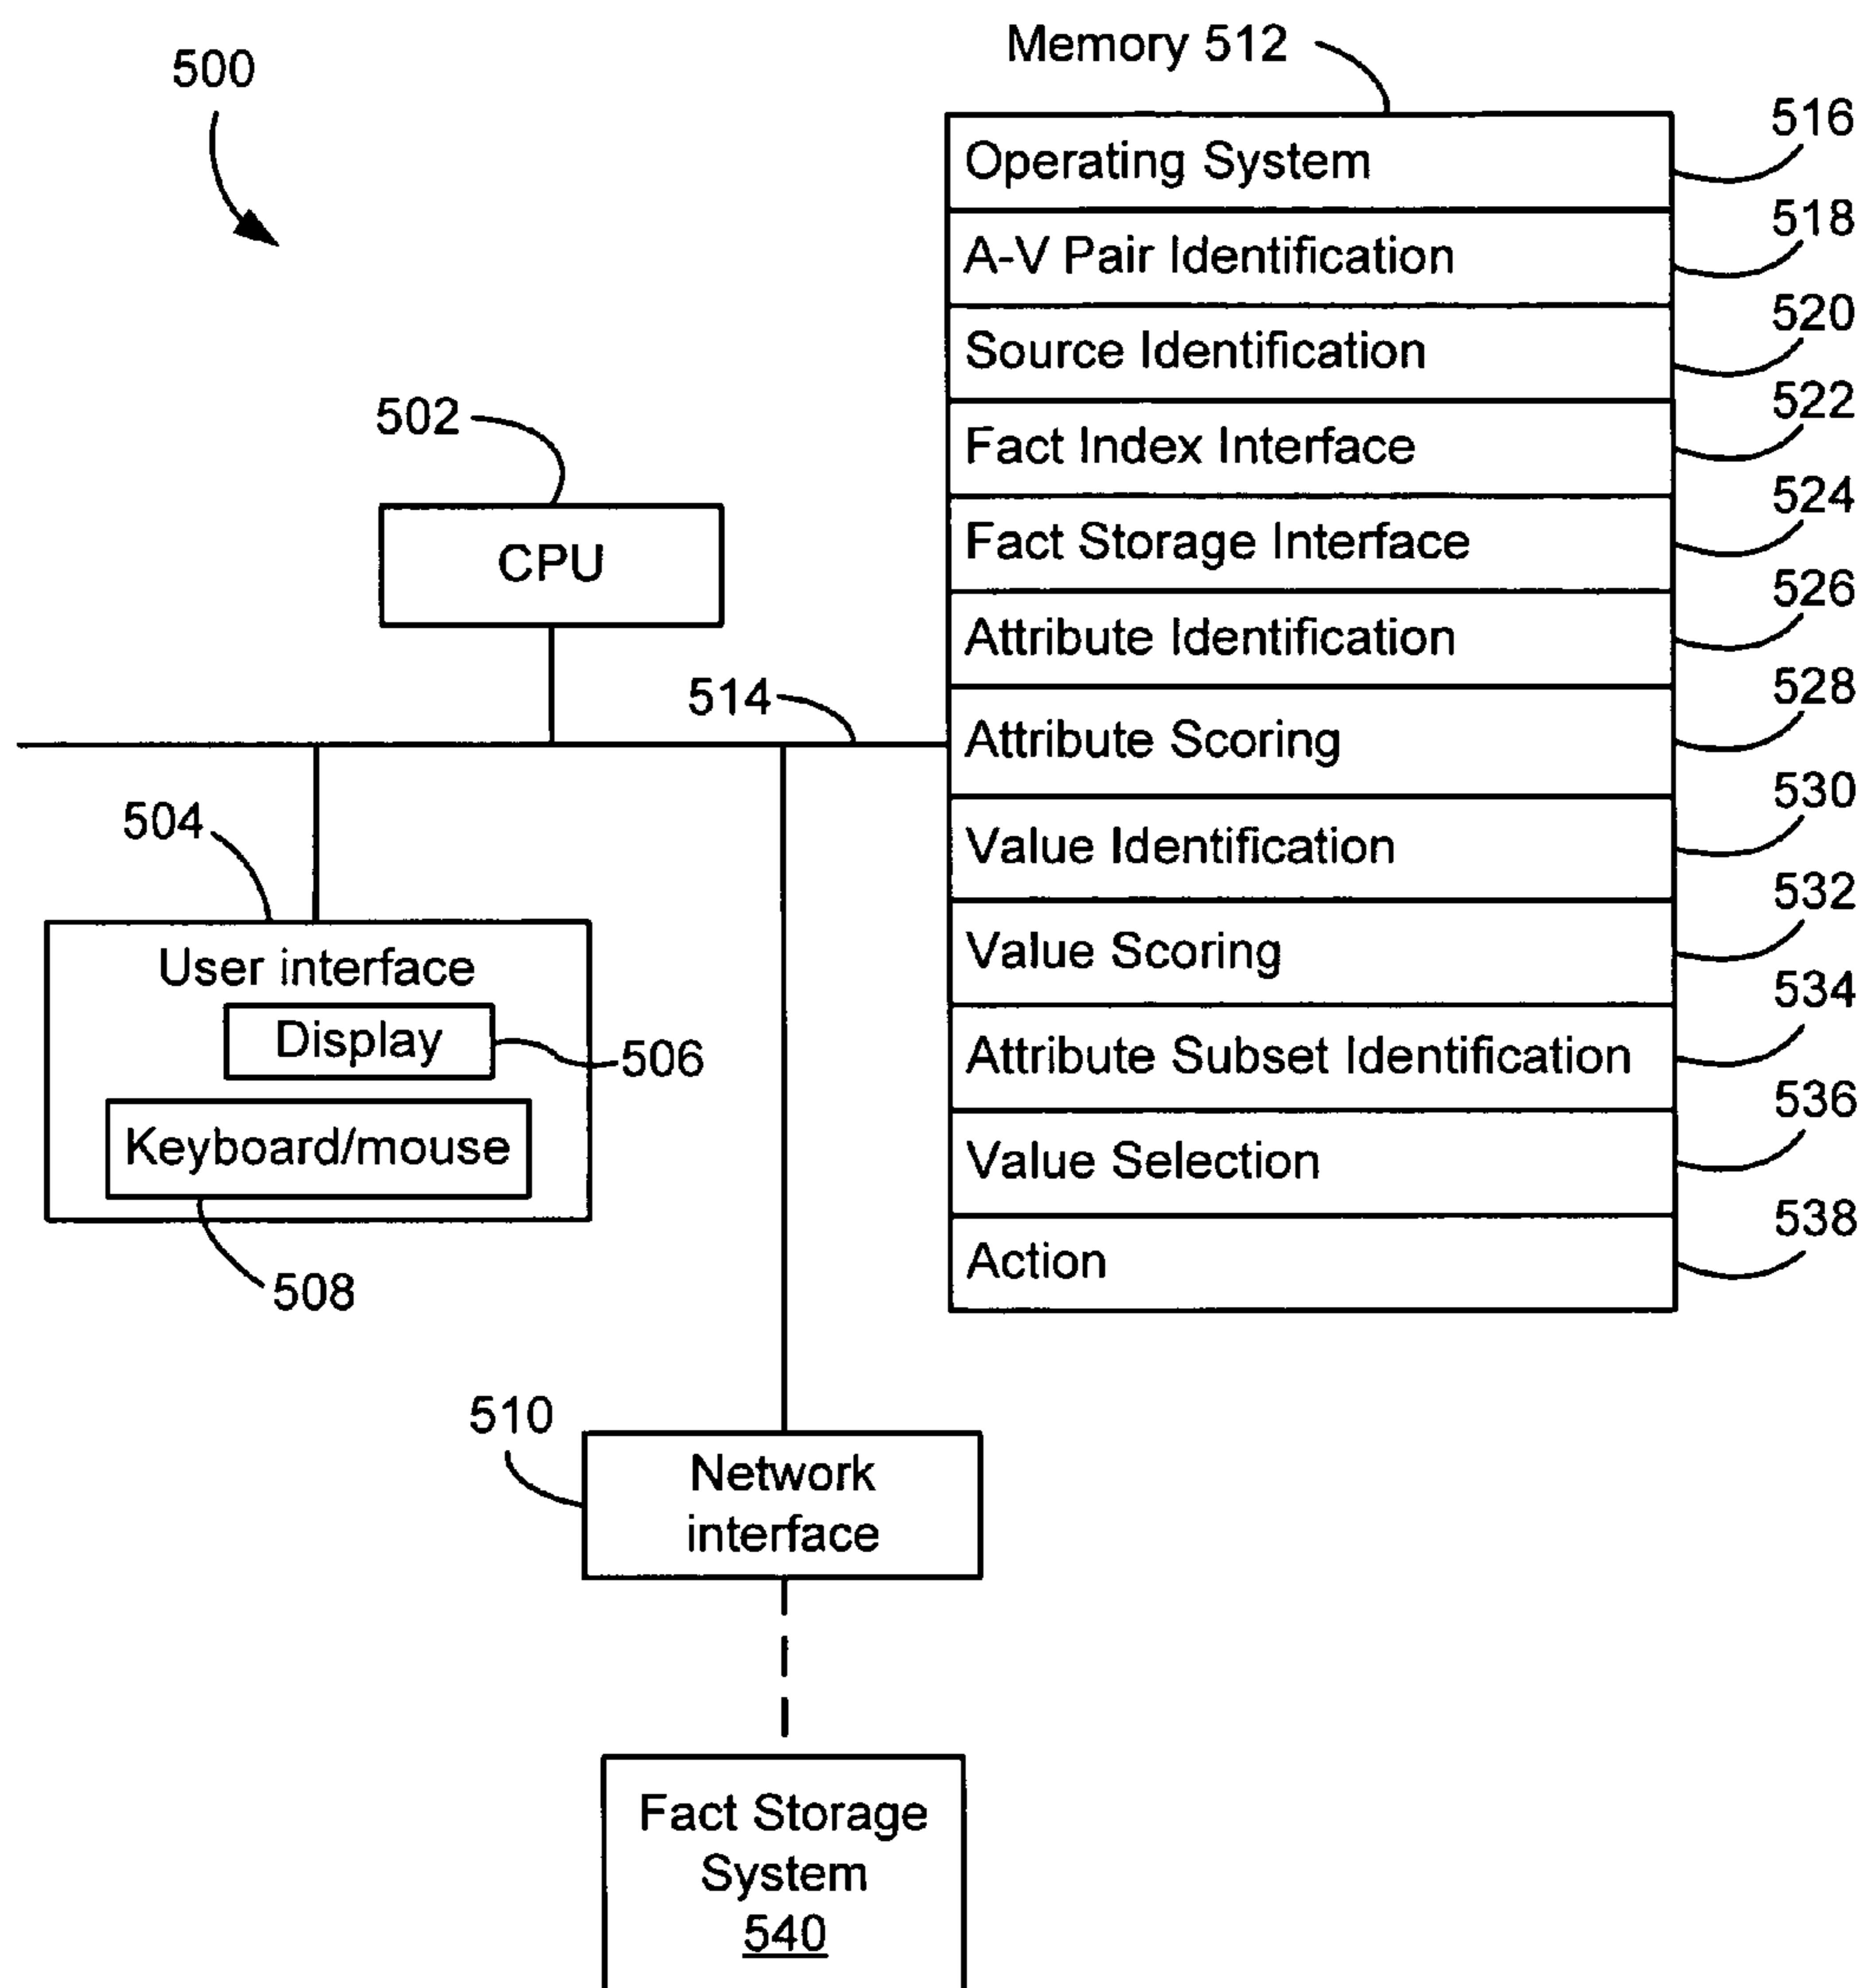 500
Memory 512
Operating System
516
A-V Pair Identification
518
Source Identification
520
Fact Index Interface
522
Fact Storage Interface
524
Attribute Identification
526
Attribute Scoring
528
Value Identification
530
Value Scoring
532
Attribute Subset Identification
534
Value Selection
536
Action
538
502
CPU
514
504
User interface
Display
506
Keyboard/mouse
508
510
Network
interface
Fact Storage
System
540